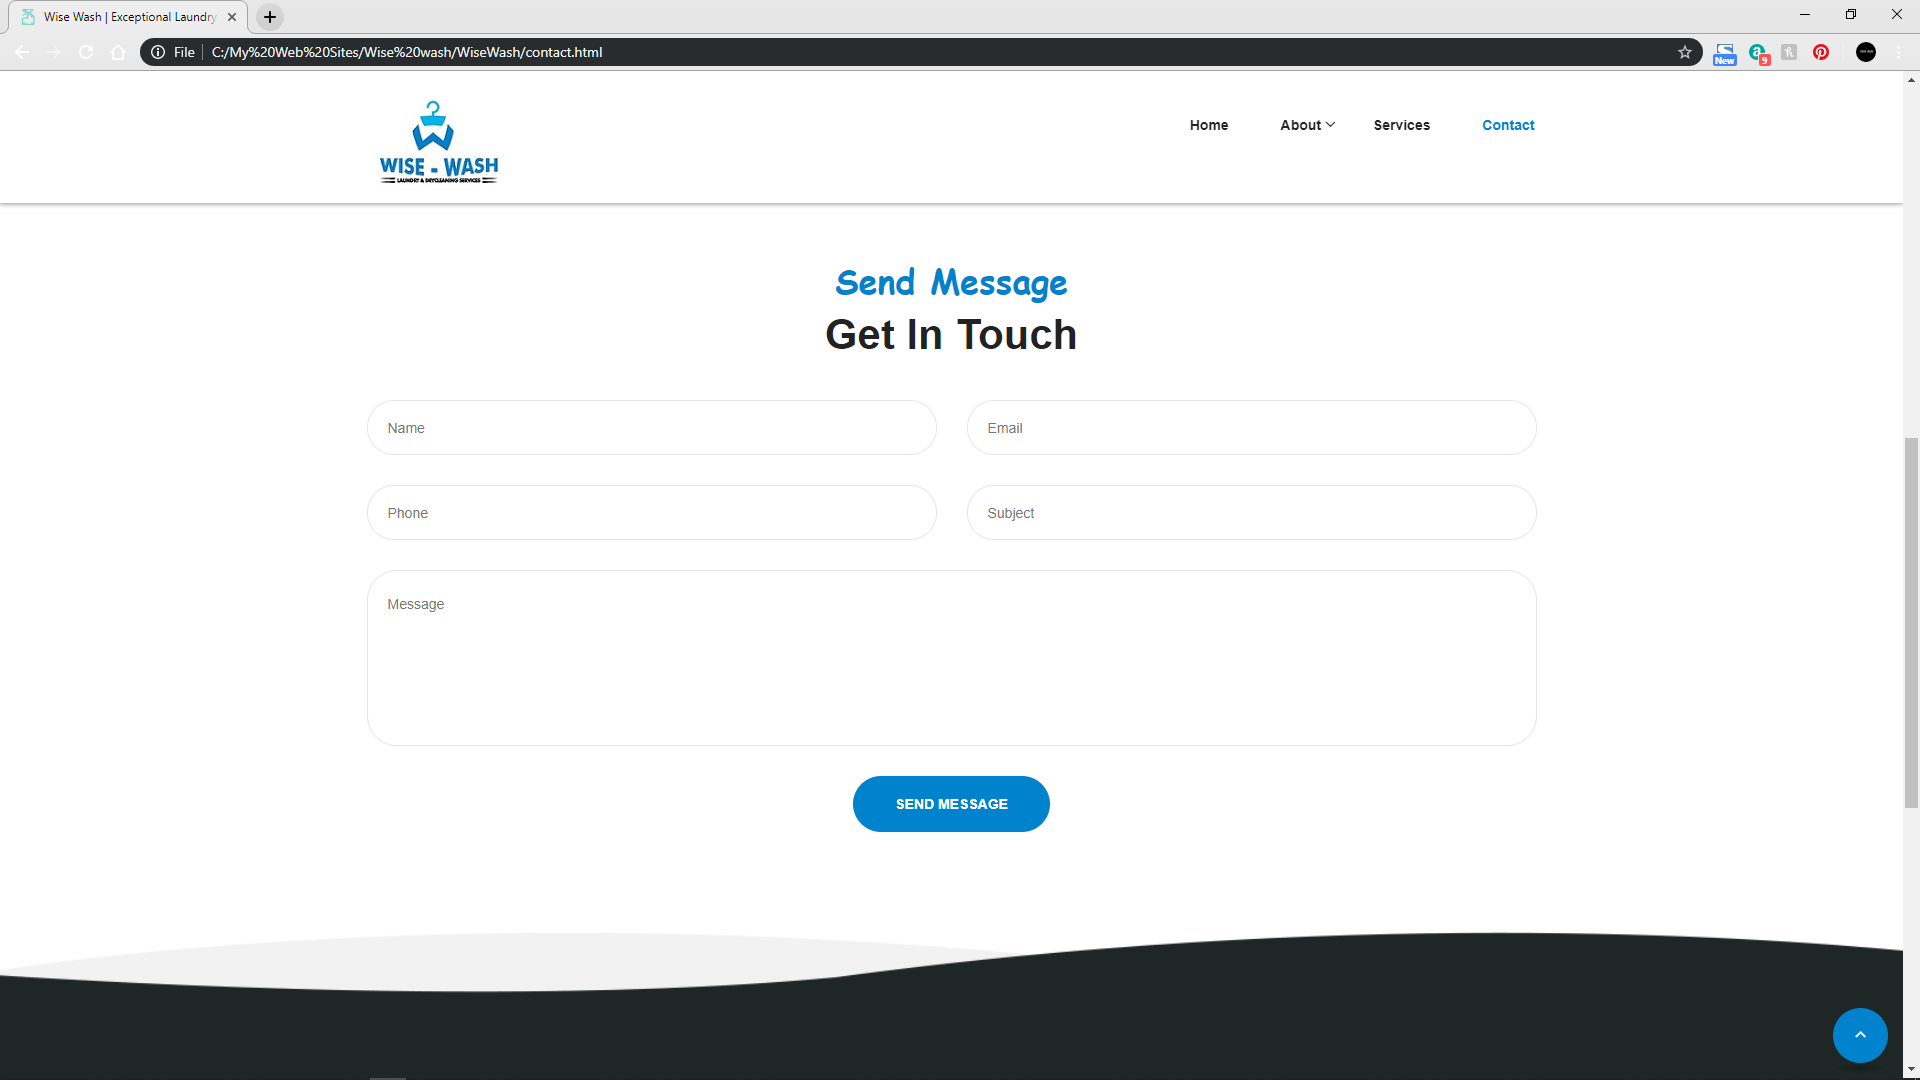 Wise Wash | Exceptional Laundry
File
C:/My%20Web%20Sites/Wise%20wash/WiseWash/contact.html
New
a
9
WISE - WASH
LAUNDRY & DRYCLEANING SERVICES
Home
About
Services
Contact
Send Message
Get In Touch
Name
Email
Phone
Subject
Message
SEND MESSAGE